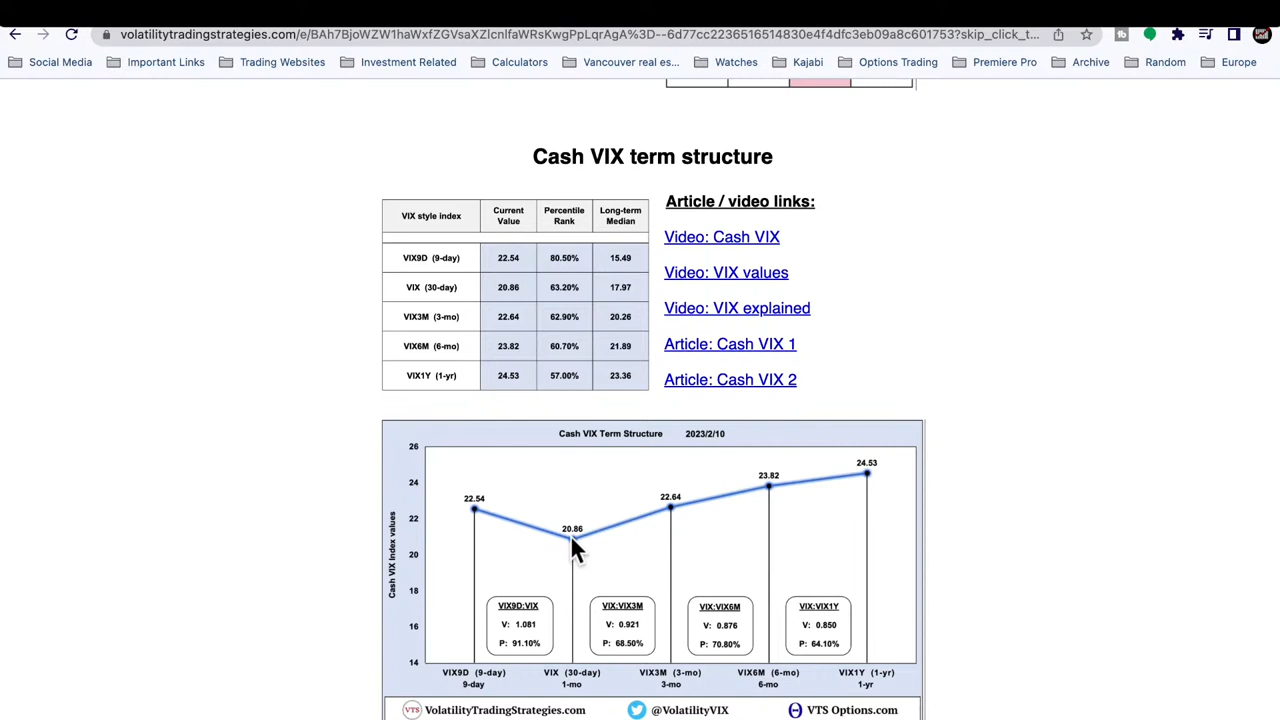 volatilitytradingstrategies.com/e/BAh7BjoWZW1haWxfZGVsaXZlcnlfaWRsKwgPpLqrAgA%3D--6d77cc2236516514830e4f4dfc3eb09a8c601753?skip_click_t...
Social Media Important Links Trading Websites Investment Related Calculators Vancouver real es... Watches Kajabi Options Trading Premiere Pro Archive Random Europe
Cash VIX term structure
VIX style index Current Value Percentile Rank Long-term Median
VIX9D (9-day) 22.54 80.50% 15.49
VIX (30-day) 20.86 63.20% 17.97
VIX3M (3-mo) 22.64 62.90% 20.26
VIX6M (6-mo) 23.82 60.70% 21.89
VIX1Y (1-yr) 24.53 57.00% 23.36
Article / video links:
Video: Cash VIX
Video: VIX values
Video: VIX explained
Article: Cash VIX 1
Article: Cash VIX 2
Cash VIX Term Structure 2023/2/10
Cash VIX Index values
26
24
22
20
18
16
14
22.54
20.86
22.64
23.82
24.53
VIX9D:VIX
V: 1.081
P: 91.10%
VIX:VIX3M
V: 0.921
P: 68.50%
VIX:VIX6M
V: 0.876
P: 70.80%
VIX:VIX1Y
V: 0.850
P: 64.10%
VIX9D (9-day) VIX (30-day) VIX3M (3-mo) VIX6M (6-mo) VIX1Y (1-yr)
9-day 1-mo 3-mo 6-mo 1-yr
VTS VolatilityTradingStrategies.com @VolatilityVIX VTS Options.com